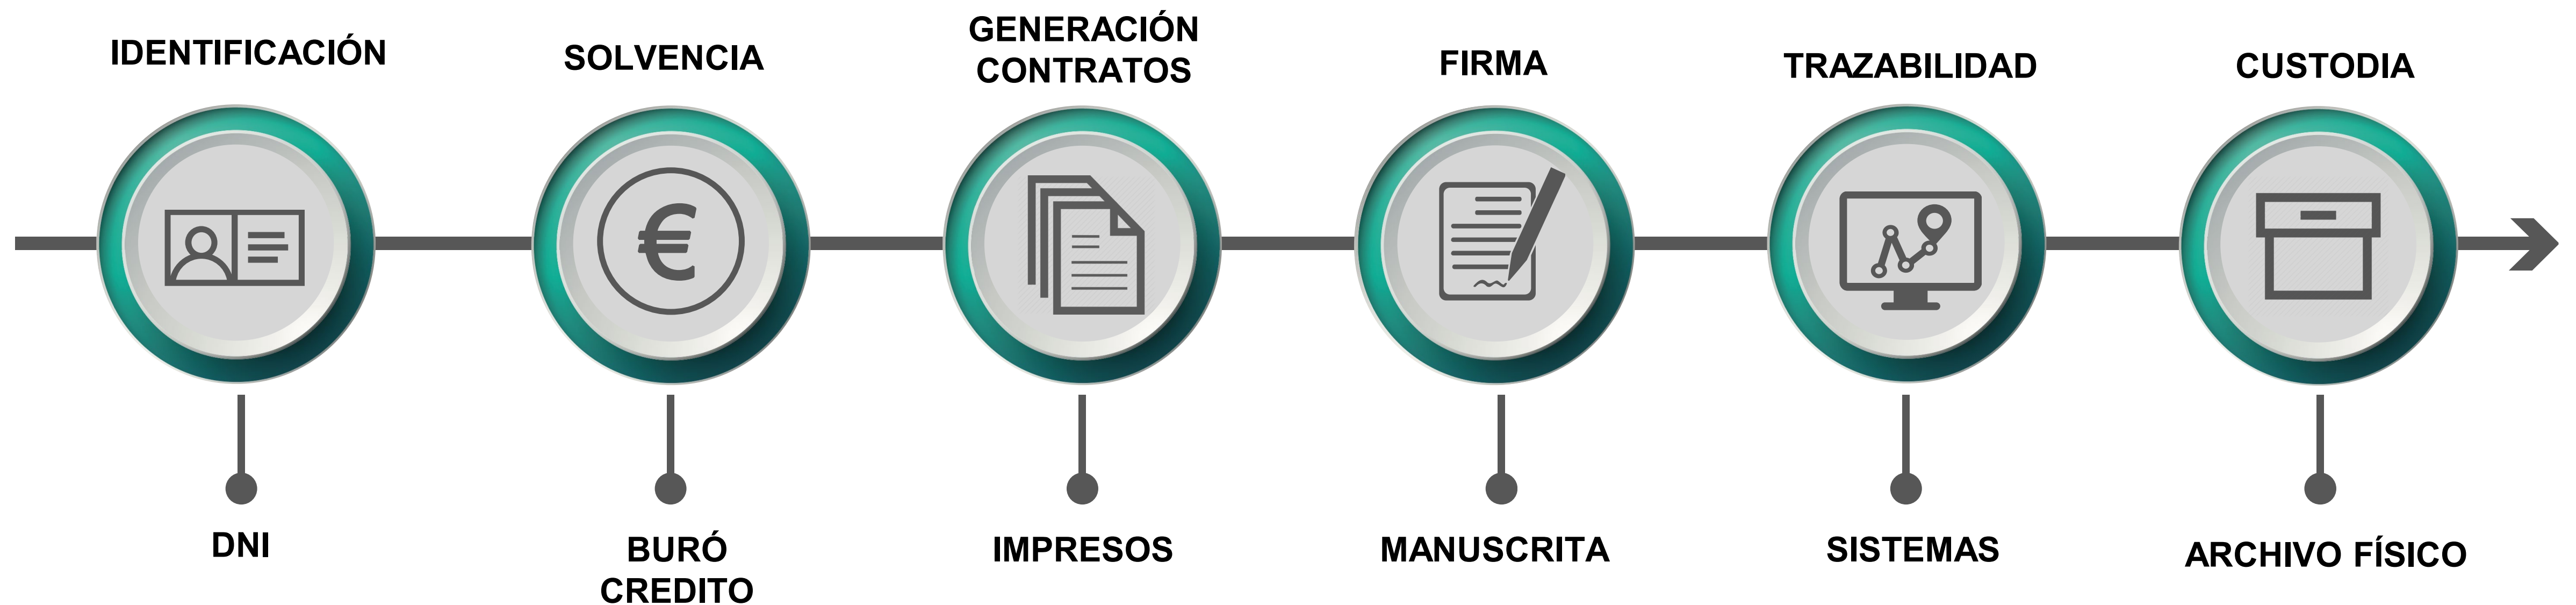 IDENTIFICACIÓN
SOLVENCIA
GENERACIÓN
CONTRATOS
FIRMA
TRAZABILIDAD
CUSTODIA
€
DNI
BURÓ
CREDITO
IMPRESOS
MANUSCRITA
SISTEMAS
ARCHIVO FÍSICO